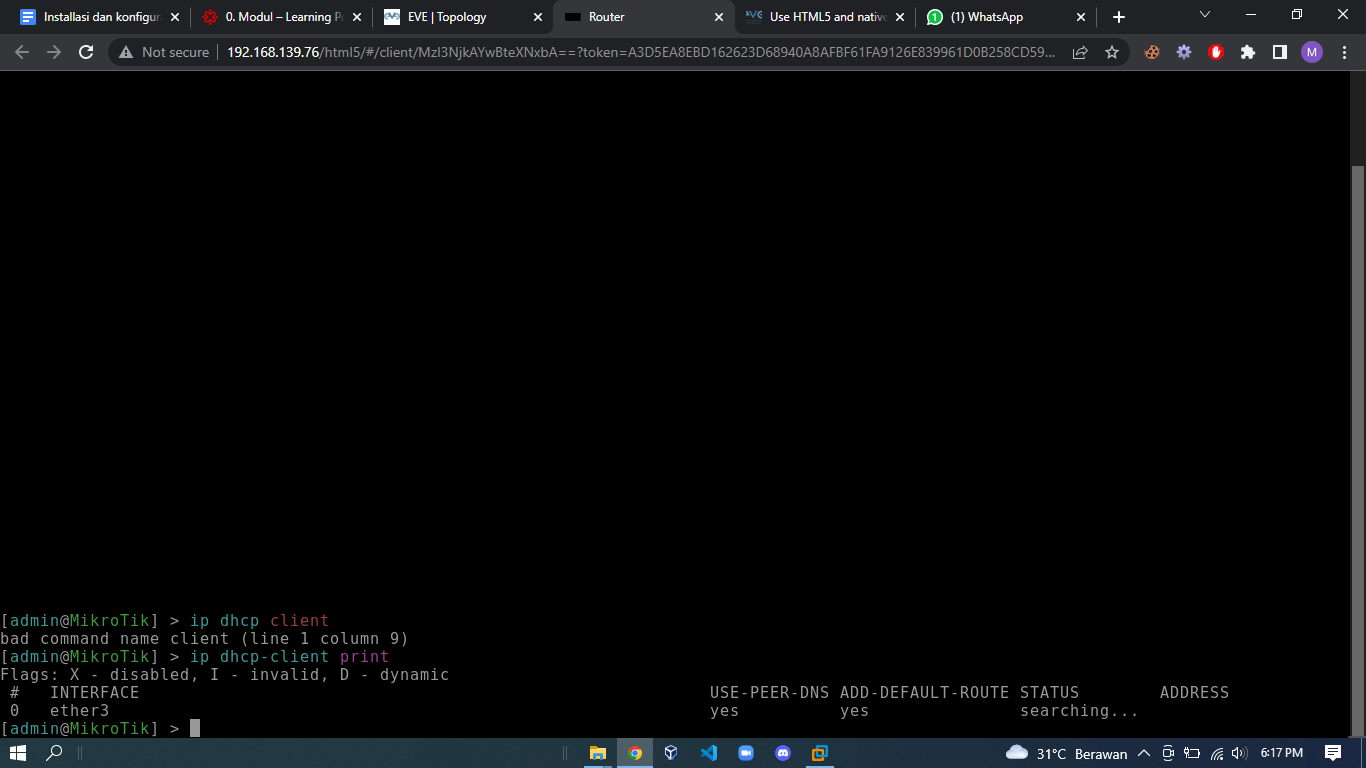 Installasi dan konfigura
0. Modul – Learning Po
EVE | Topology
Router
Use HTML5 and native
(1) WhatsApp
Not secure
192.168.139.76/html5/#/client/MzI3NjkAYwBteXNxbA==?token=A3D5EA8EBD162623D68940A8AFBF61FA9126E839961D0B258CD59...
M
[admin@MikroTik] > ip dhcp client
bad command name client (line 1 column 9)
[admin@MikroTik] > ip dhcp-client print
Flags: X - disabled, I - invalid, D - dynamic
# INTERFACE USE-PEER-DNS ADD-DEFAULT-ROUTE STATUS ADDRESS
0 ether3 yes yes searching...
[admin@MikroTik] >
31°C Berawan 6:17 PM